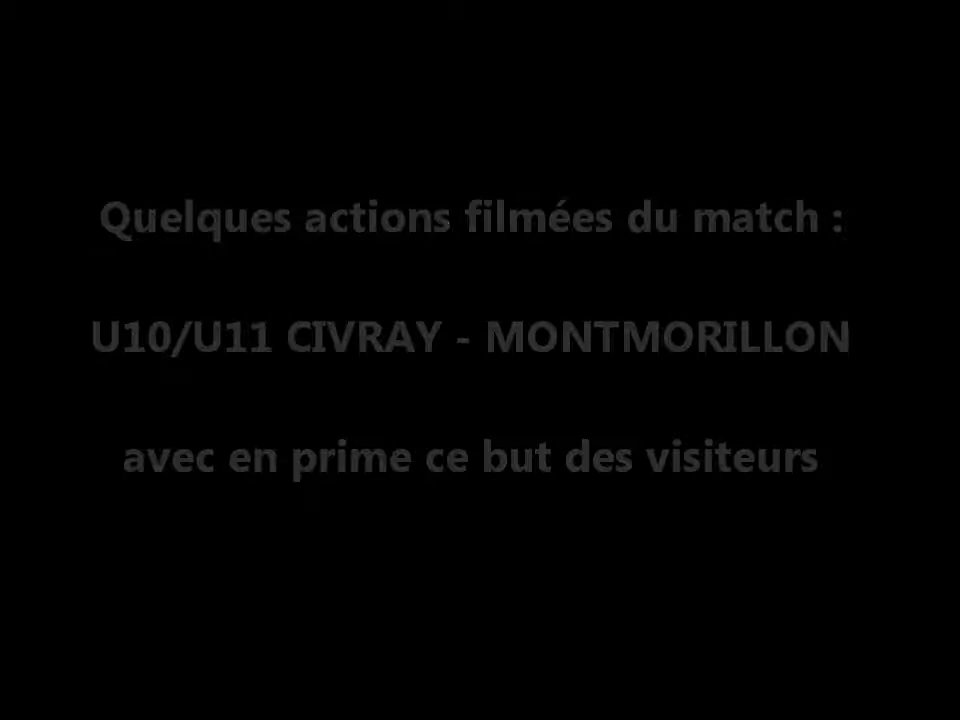 Quelques actions filmées du match :
U10/U11 CIVRAY - MONTMORILLON
avec en prime ce but des visiteurs